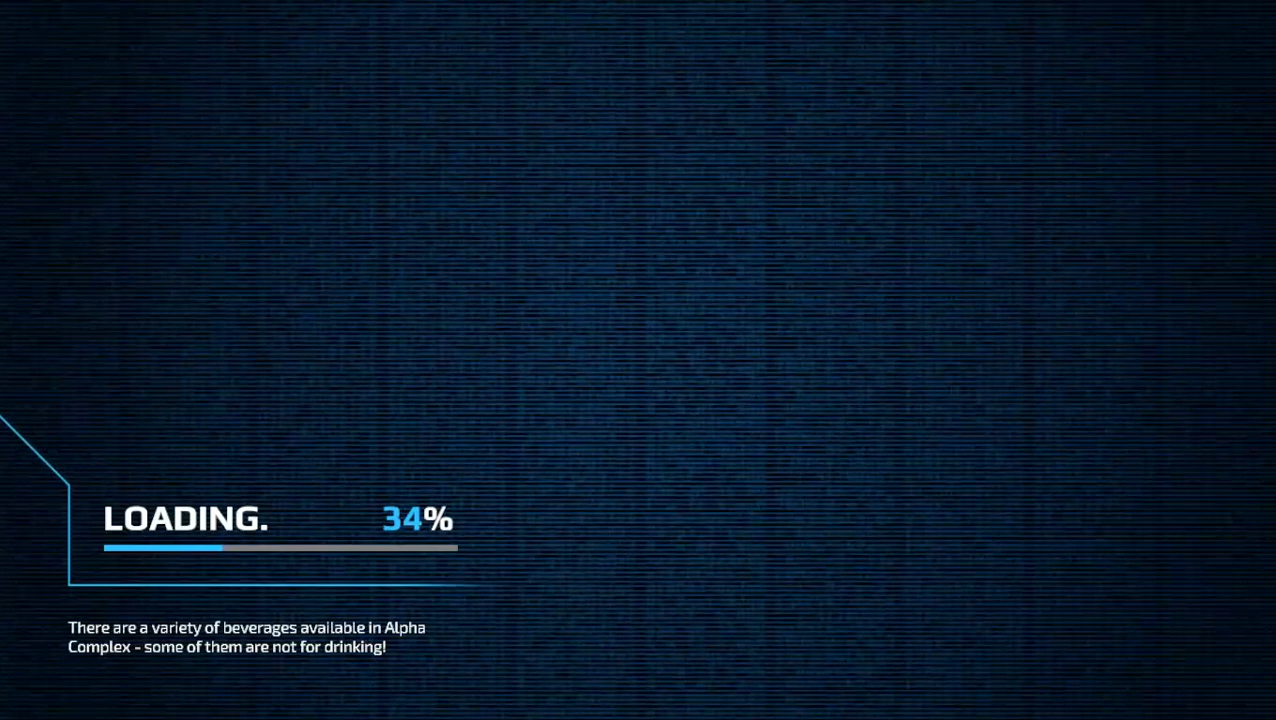 LOADING. 34%
There are a variety of beverages available in Alpha
Complex - some of them are not for drinking!